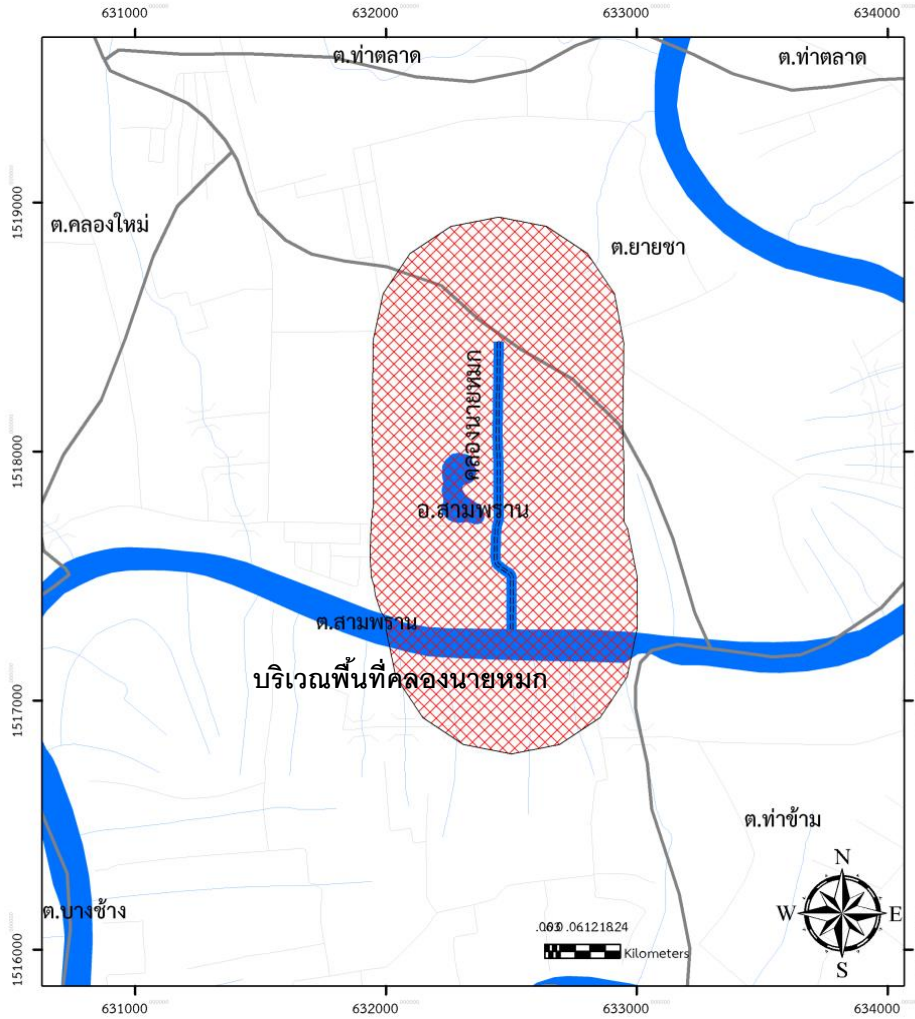 631000 632000 633000 634000
ต.ท่าตลาด ต.ท่าตลาด
1519000
ต.คลองใหม่ ต.ยายชา
คลองนายหมก
1518000
อ.สามพราน
ต.สามพราน
บริเวณพื้นที่คลองนายหมก
1517000
ต.ท่าข้าม
N
W E
S
ต.บางช้าง
Kilometers
1516000
631000 632000 633000 634000